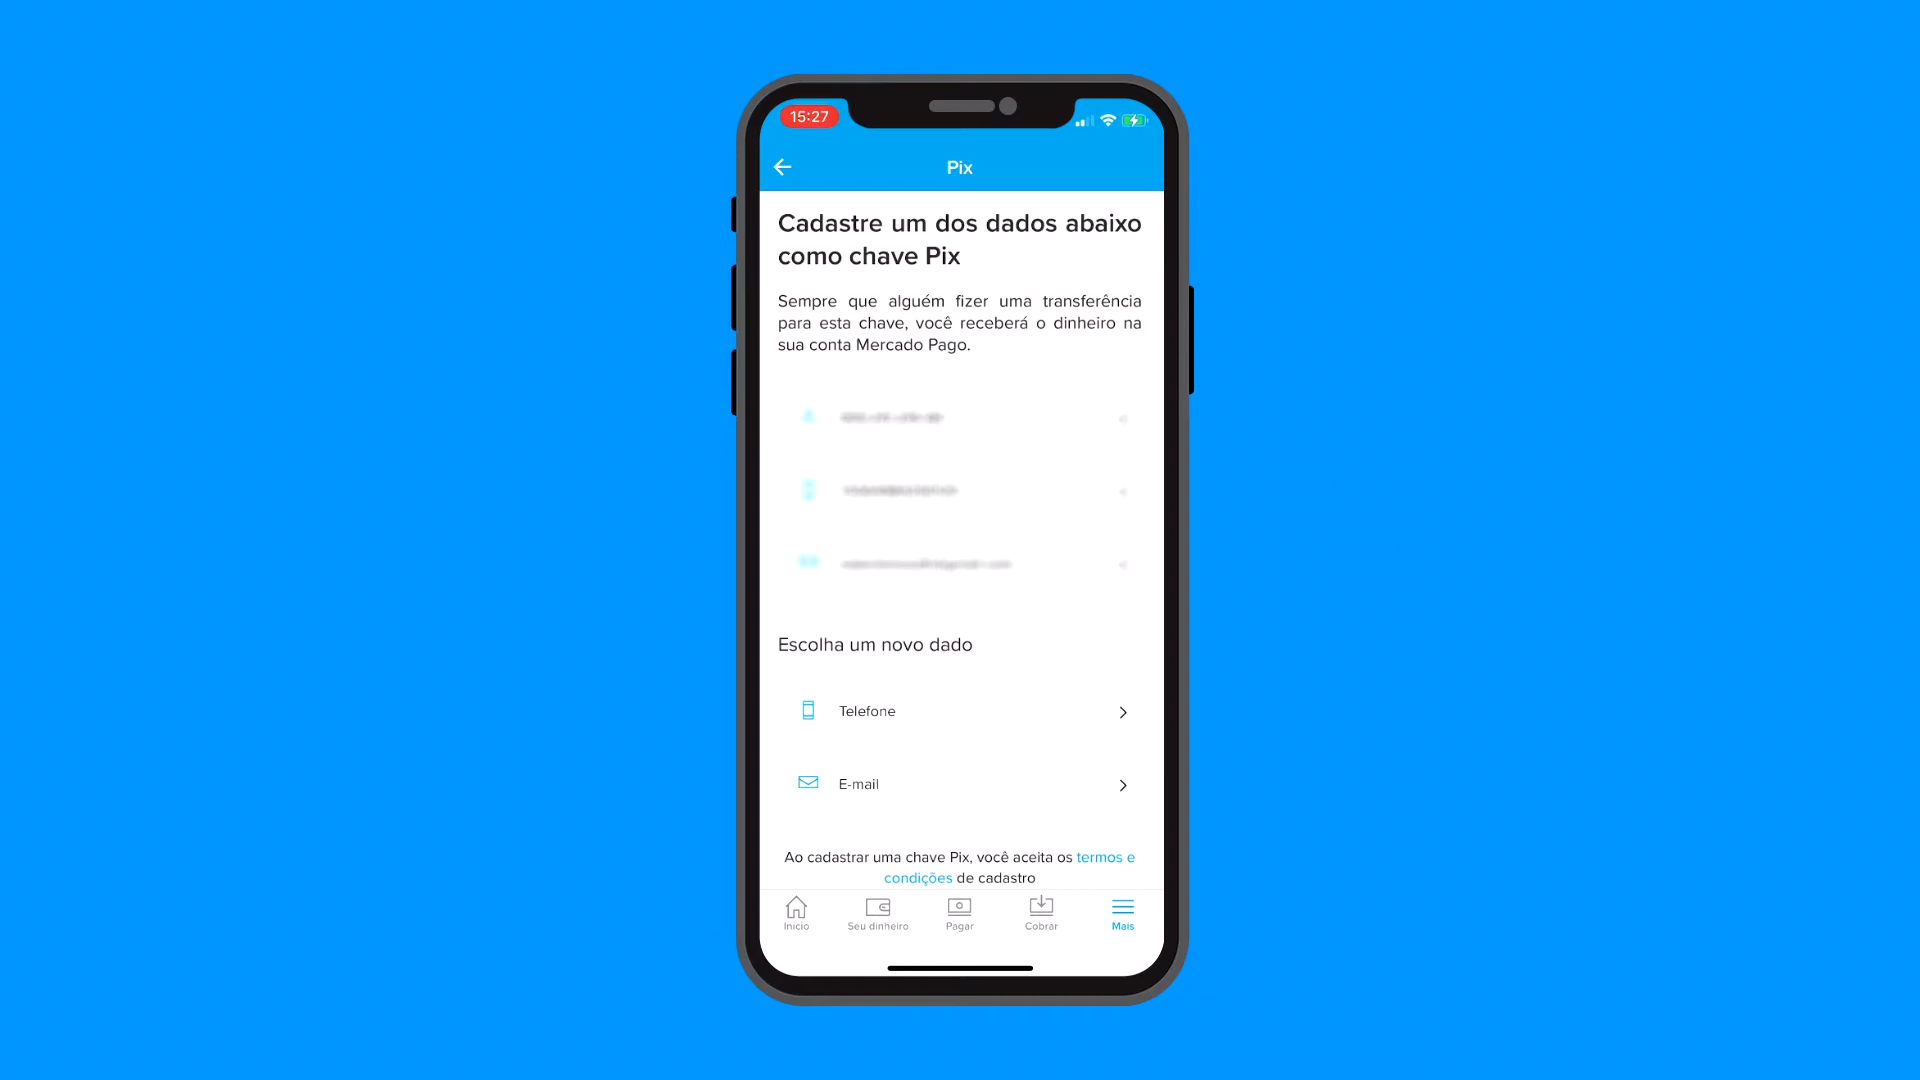 15:27
Pix
Cadastre um dos dados abaixo
como chave Pix
Sempre que alguém fizer uma transferência
para esta chave, você receberá o dinheiro na
sua conta Mercado Pago.
Escolha um novo dado
Telefone
E-mail
Ao cadastrar uma chave Pix, você aceita os termos e
condições de cadastro
Inicio Seu dinheiro Pagar Cobrar Mais